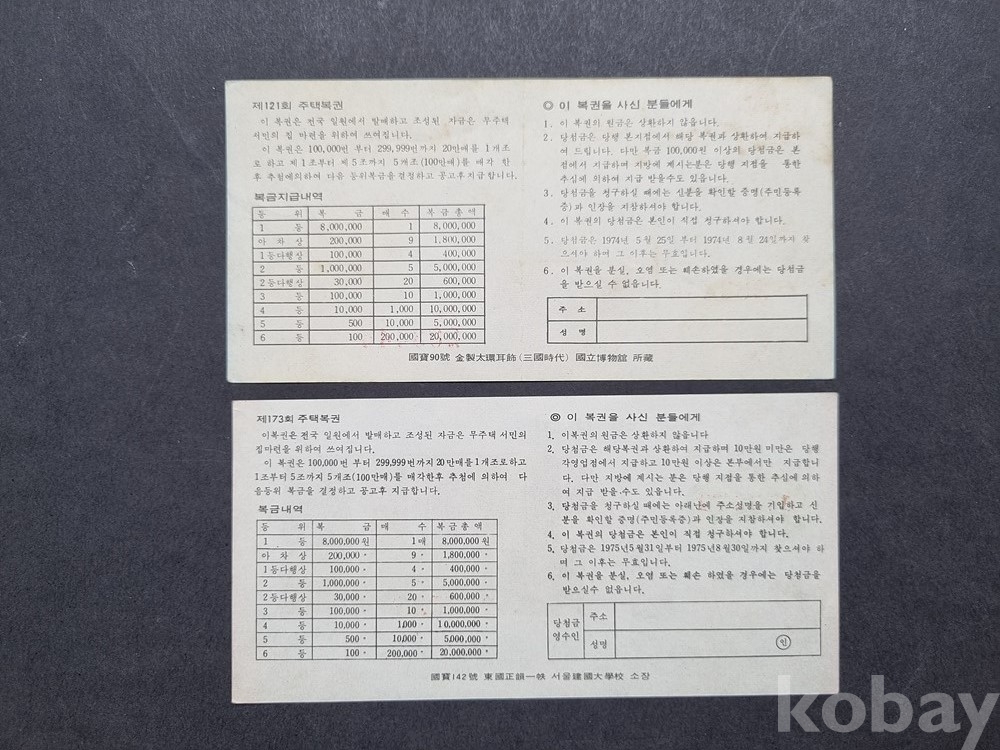 제121회 주택복권
이 복권은 전국 일원에서 발매하고 조성된 자금은 무주택
서민의 집 마련을 위하여 쓰여집니다.
이 복권은 100,000번 부터 299,999번까지 20만매를 1개조
로 하고 제1조부터 제5조까지 5개조(100만매)를 매각 한
후 추첨에의하여 다음 등위복금을결정하고 공고후지급합니다.
복금지급내역
등 위 복 금 매 수 복금총액
1 등 8,000,000 1 8,000,000
아 차 상 200,000 9 1,800,000
1등다행상 100,000 4 400,000
2 등 1,000,000 5 5,000,000
2등다행상 30,000 20 600,000
3 등 100,000 10 1,000,000
4 등 10,000 1,000 10,000,000
5 등 500 10,000 5,000,000
6 등 100 200,000 20,000,000
◎ 이 복권을 사신 분들에게
1. 이 복권의 원금은 상환하지 않읍니다.
2. 당첨금은 당행 본지점에서 해당 복권과 상환하여 지급하
여 드립니다. 다만 복금 100,000원 이상의 당첨금은 본
점에서 지급하며 지방에 제시는분은 당행 지점을 통한
추심에 의하여 지급 받을수도 있읍니다.
3. 당첨금을 청구하실 때에는 신분을 확인할 증명(주민등록
증)과 인장을 지참하셔야 합니다.
4. 이 복권의 당첨금은 본인이 직접 청구하셔야 합니다.
5. 당첨금은 1974년 5월 25일 부터 1974년 8월 24일까지 찾
으셔야 하며 그 이후는 무효입니다.
6. 이 복권을 분실, 오염 또는 훼손하였을 경우에는 당첨금
을 받으실 수 없읍니다.
주 소
성 명
國寶90號 金製太環耳飾(三國時代) 國立博物館 所藏
제173회 주택복권
이복권은 전국 일원에서 발매하고 조성된 자금은 무주택 서민의
집마련을 위하여 쓰여집니다.
이 복권은 100,000번 부터 299,999번까지 20만매를 1개조로하고
1조부터 5조까지 5개조(100만매)를 매각한후 추첨에 의하여 다
음등위 복금을 결정하고 공고후 지급합니다.
복금내역
등 위 복 금 매 수 복금총액
1 등 8,000,000원 1매 8,000,000원
아 차 상 200,000〃 9〃 1,800,000〃
1등다행상 100,000〃 4〃 400,000〃
2 등 1,000,000〃 5〃 5,000,000〃
2등다행상 30,000〃 20〃 600,000〃
3 등 100,000〃 10〃 1,000,000〃
4 등 10,000〃 1,000〃 10,000,000〃
5 등 500〃 10,000〃 5,000,000〃
6 등 100〃 200,000〃 20,000,000〃
◎ 이 복권을 사신 분들에게
1. 이복권의 원금은 상환하지 않읍니다
2. 당첨금은 해당복권과 상환하여 지급하며 10만원 미만은 당행
각영업점에서 지급하고 10만원 이상은 본부에서만 지급합니
다. 다만 지방에 제시는 분은 당행 지점을 통한 추심에 의하
여 지급 받을수도 있읍니다.
3. 당첨금을 청구하실 때에는 아래난에 주소성명을 기입하고 신
분을 확인할 증명(주민등록증)과 인장을 지참하셔야 합니다.
4. 이 복권의 당첨금은 본인이 직접 청구하셔야 합니다.
5. 당첨금은 1975년5월31일부터 1975년8월30일까지 찾으셔야 하
며 그 이후는 무효입니다.
6. 이 복권을 분실, 오염 또는 훼손 하였을 경우에는 당첨금을
받으실수 없읍니다.
당첨금 영수인
주소
성명 인
國寶142號 東國正韻一帙 서울建國大學校 소장
kobay